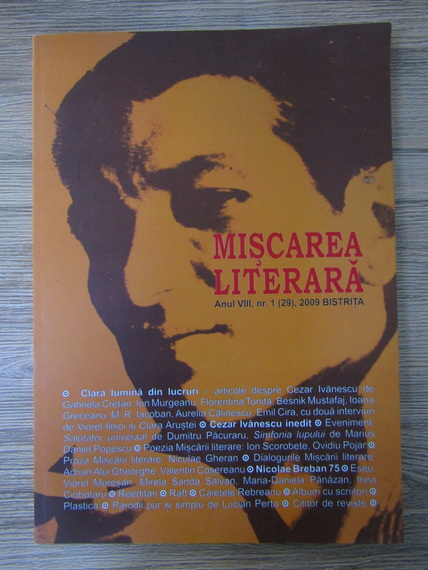 MIȘCAREA
LITERARĂ
Anul VIII, nr. 1 (29), 2009 BISTRIȚA
Clara lumină din lucruri - articole despre Cezar Ivănescu de
Gabriela Crețan, Ion Murgeanu, Florentina Toniță, Besnik Mustafaj, Ioana
Greceanu, M. R. Iacoban, Aurelia Călinescu, Emil Cira, cu două interviuri
de Viorel Ilișoi și Clara Aruștei ⊙ Cezar Ivănescu inedit ⊙ Eveniment:
Salutător universal de Dumitru Păcuraru, Simfonia lupului de Marius
Daniel Popescu ⊙ Poezia Mișcării literare: Ion Scorobete, Ovidiu Pojar ⊙
Proza Mișcării literare: Niculae Gheran ⊙ Dialogurile Mișcării literare:
Adrian Alui Gheorghe, Valentin Coșereanu ⊙ Nicolae Breban 75 ⊙ Eseu:
Viorel Mureșan, Mirela Sanda Sălvan, Maria-Daniela Pănăzan, Irina
Ciobotaru ⊙ Reeditări ⊙ Raft ⊙ Caietele Rebreanu ⊙ Album cu scriitori ⊙
Plastica ⊙ Parodii pur și simplu de Lucian Perța ⊙ Cititor de reviste ⊙